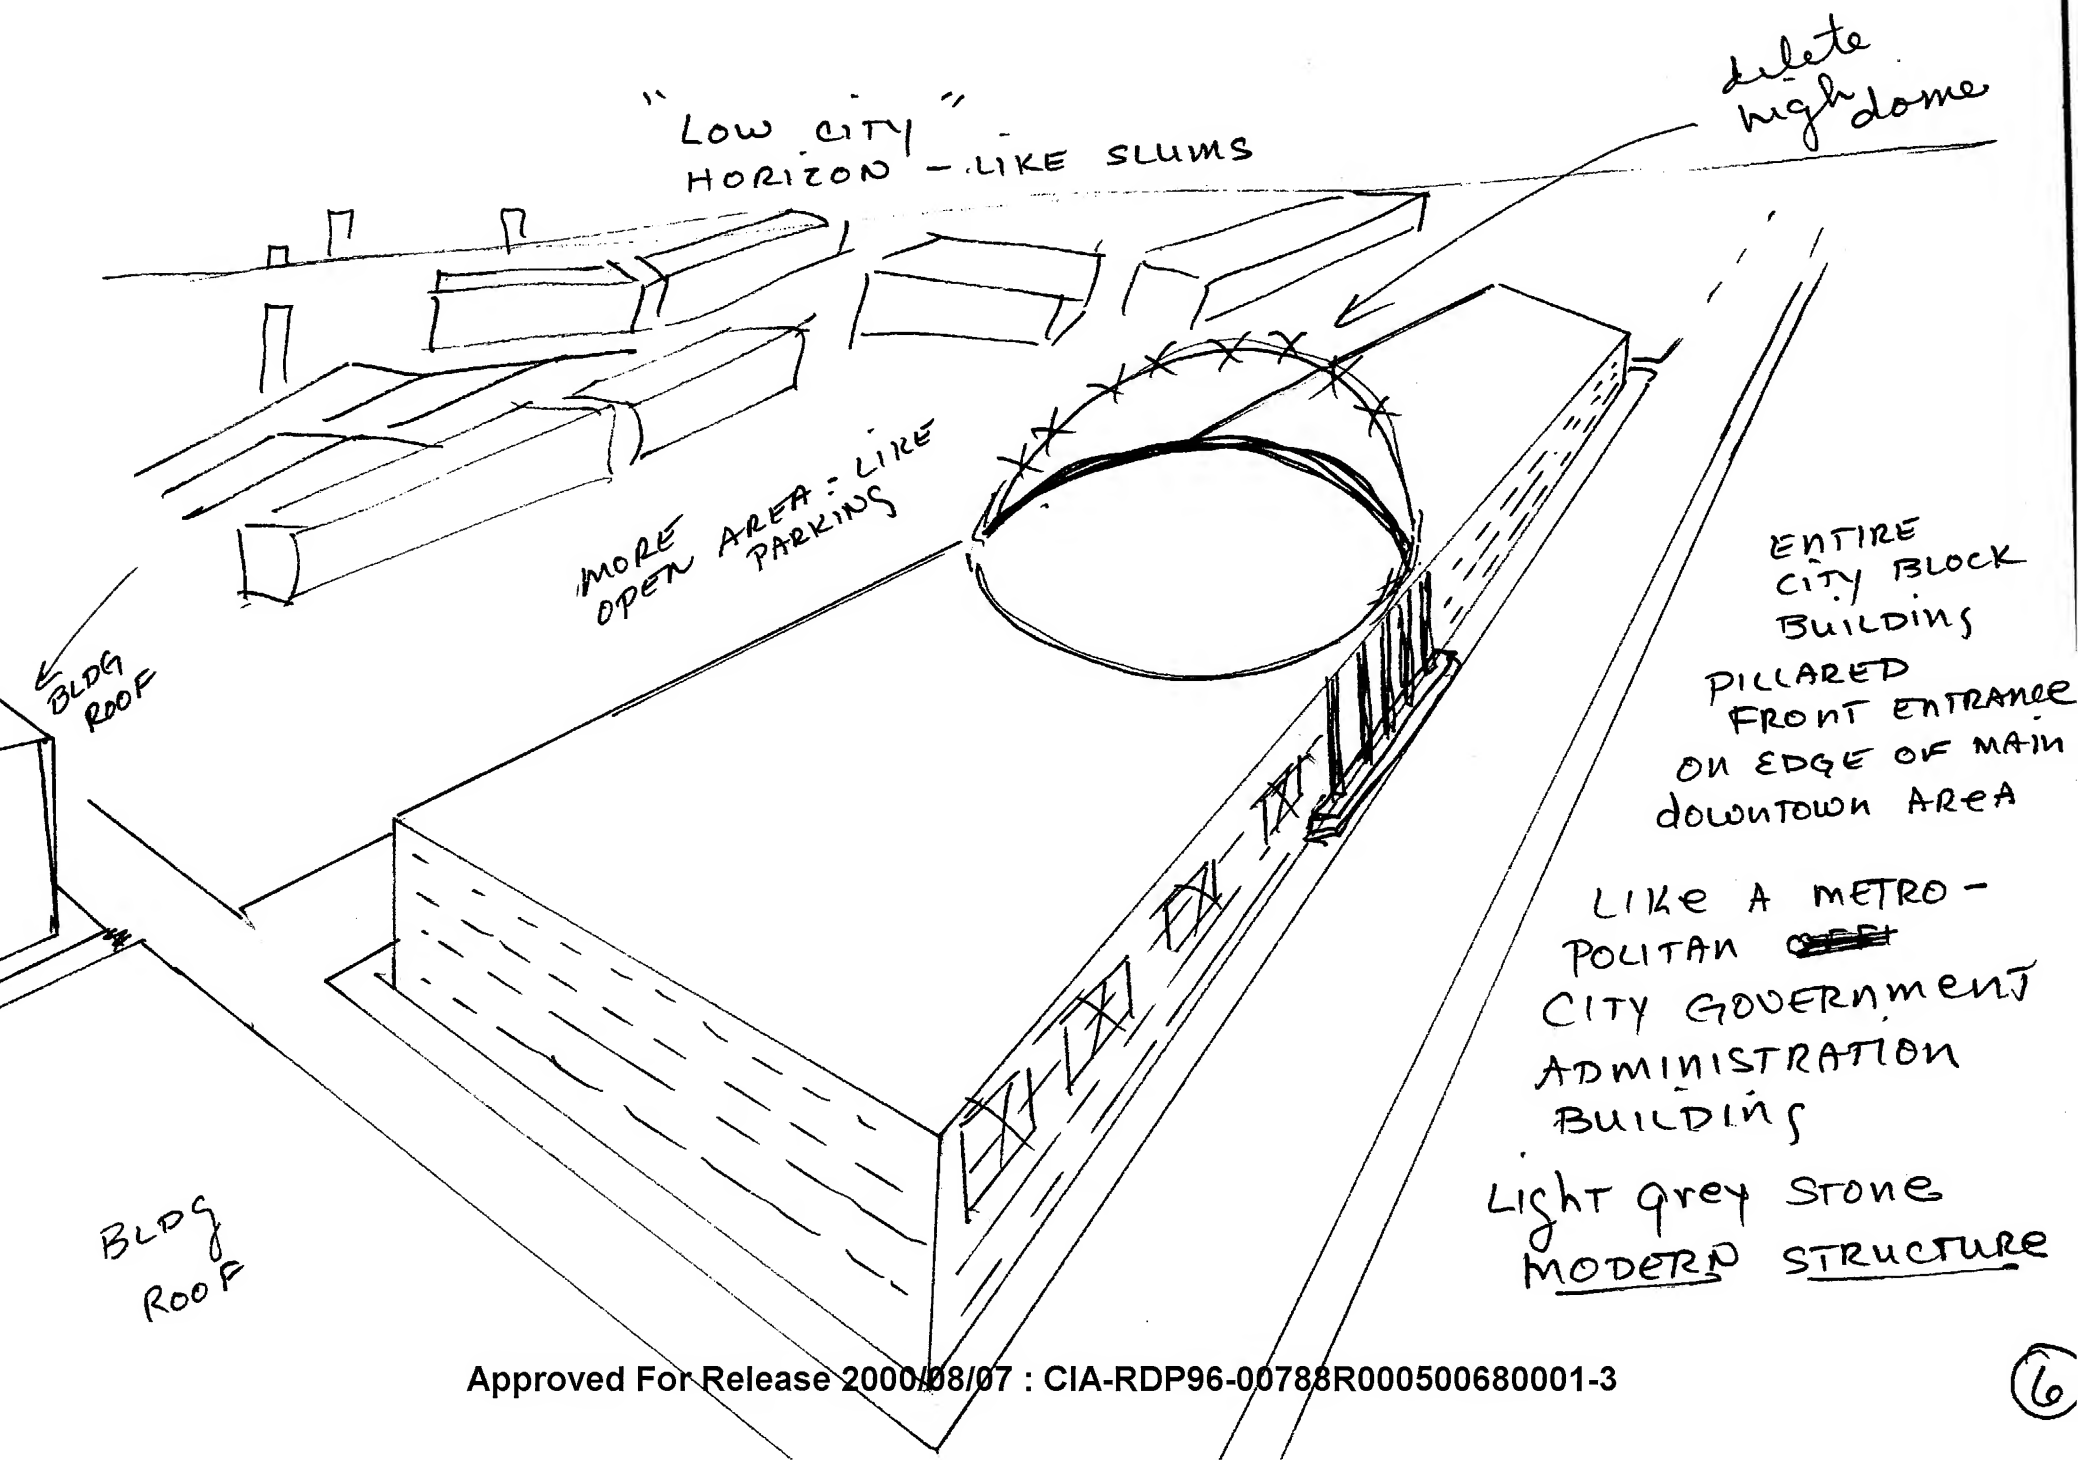 delete
high dome
"LOW CITY"
HORIZON - LIKE SLUMS
MORE
OPEN AREA - LIKE
PARKING
BLDG
ROOF
ENTIRE
CITY BLOCK
BUILDING
PILLARED
FRONT ENTRANCE
ON EDGE OF MAIN
DOWNTOWN AREA
LIKE A METRO-
POLITAN
CITY GOVERNMENT
ADMINISTRATION
BUILDING
LIGHT GREY STONE
MODERN STRUCTURE
BLDG
ROOF
Approved For Release 2000/08/07 : CIA-RDP96-00788R000500680001-3
6